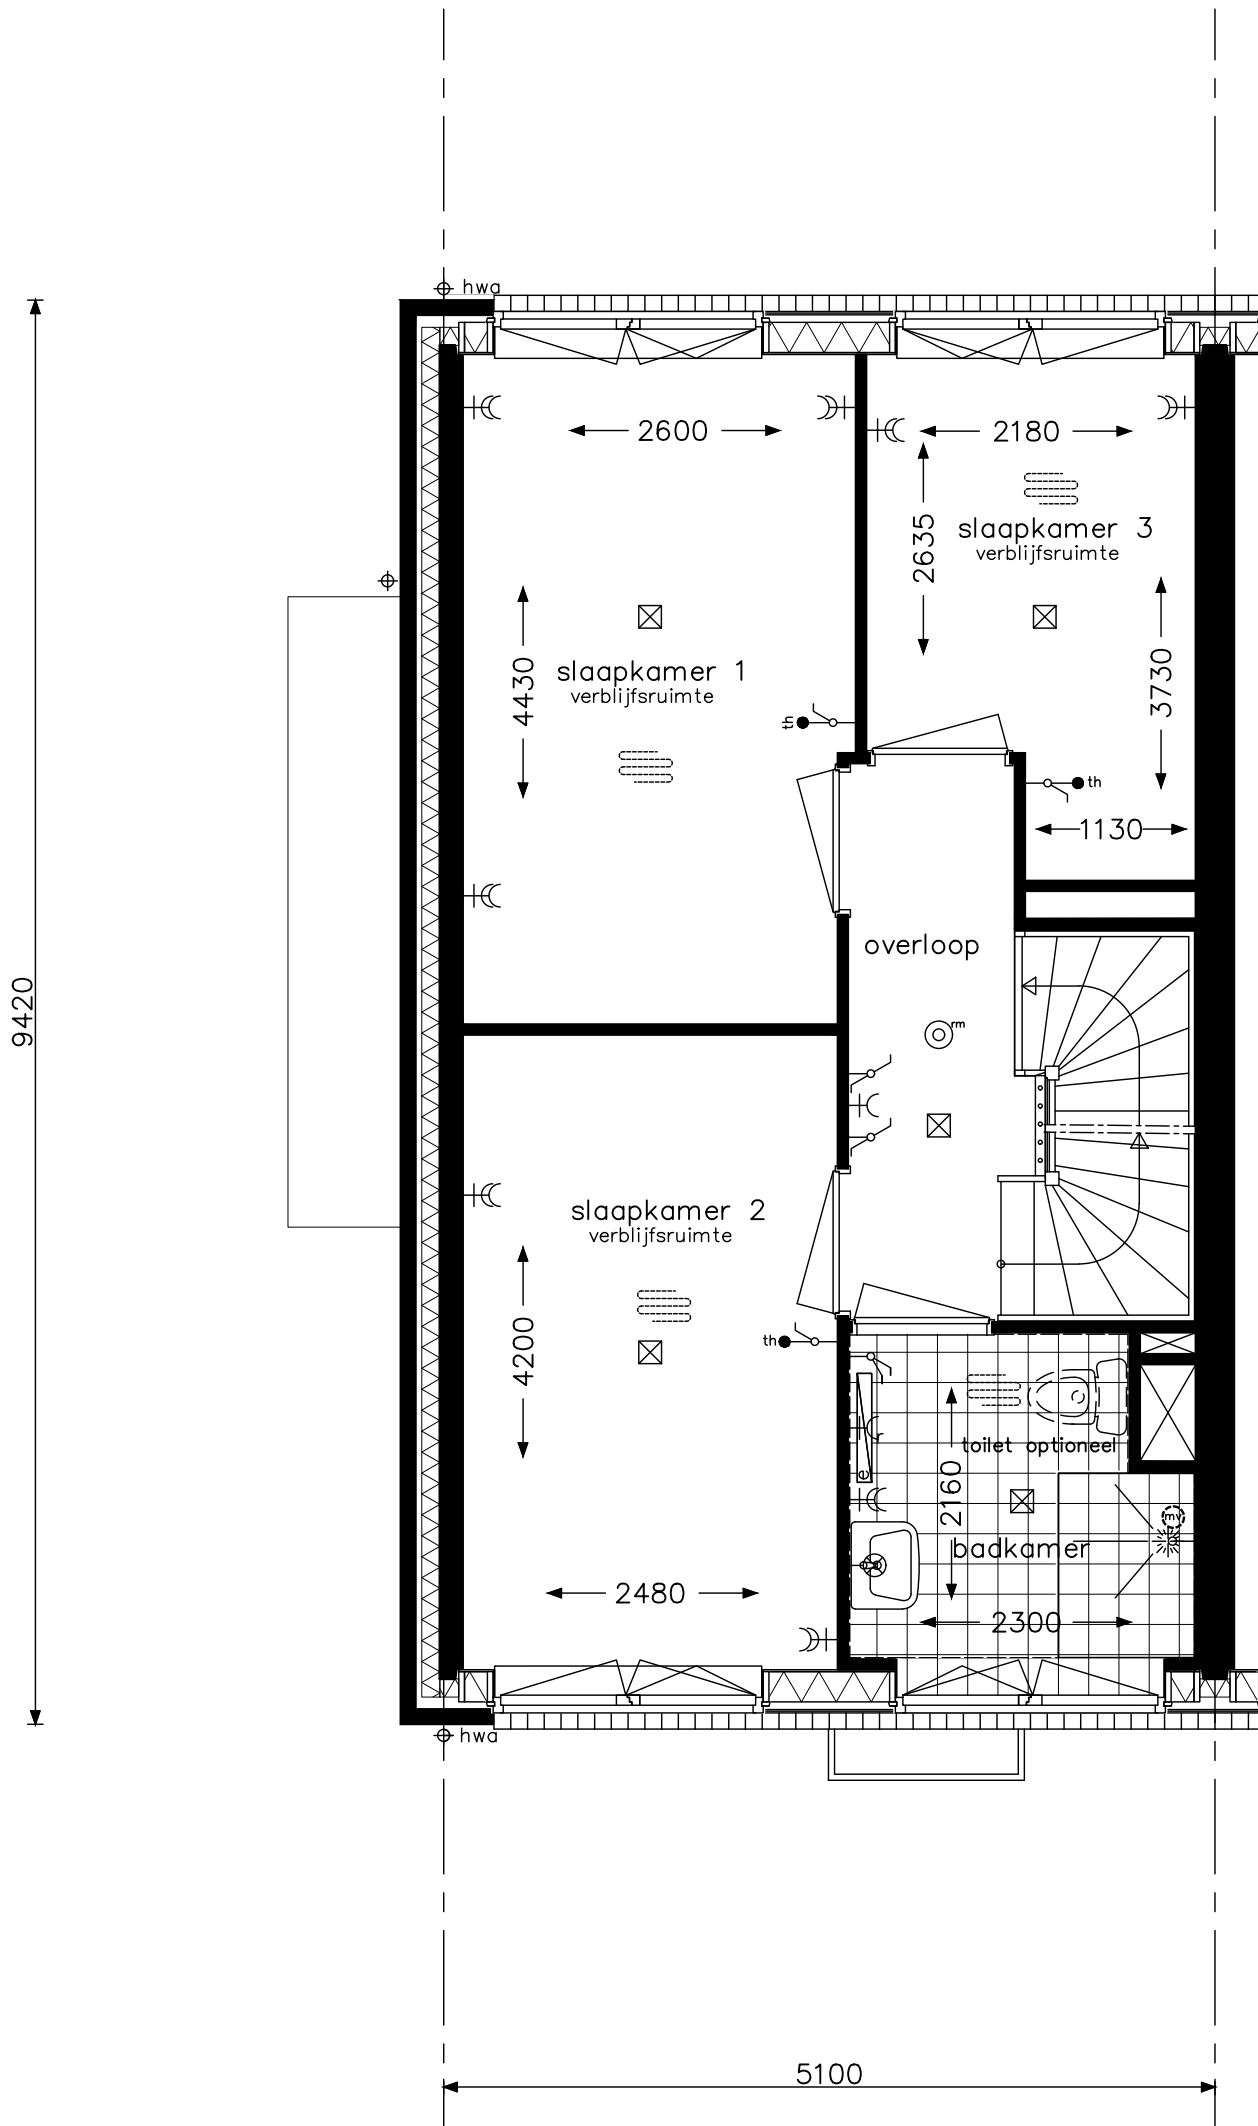 hwa
2600
2180
2635
slaapkamer 3
verblijfsruimte
slaapkamer 1
verblijfsruimte
4430
3730
th
th
1130
overloop
9420
rm
slaapkamer 2
verblijfsruimte
4200
th
toilet optioneel
e
2160
mv
badkamer
2480
2300
hwa
5100